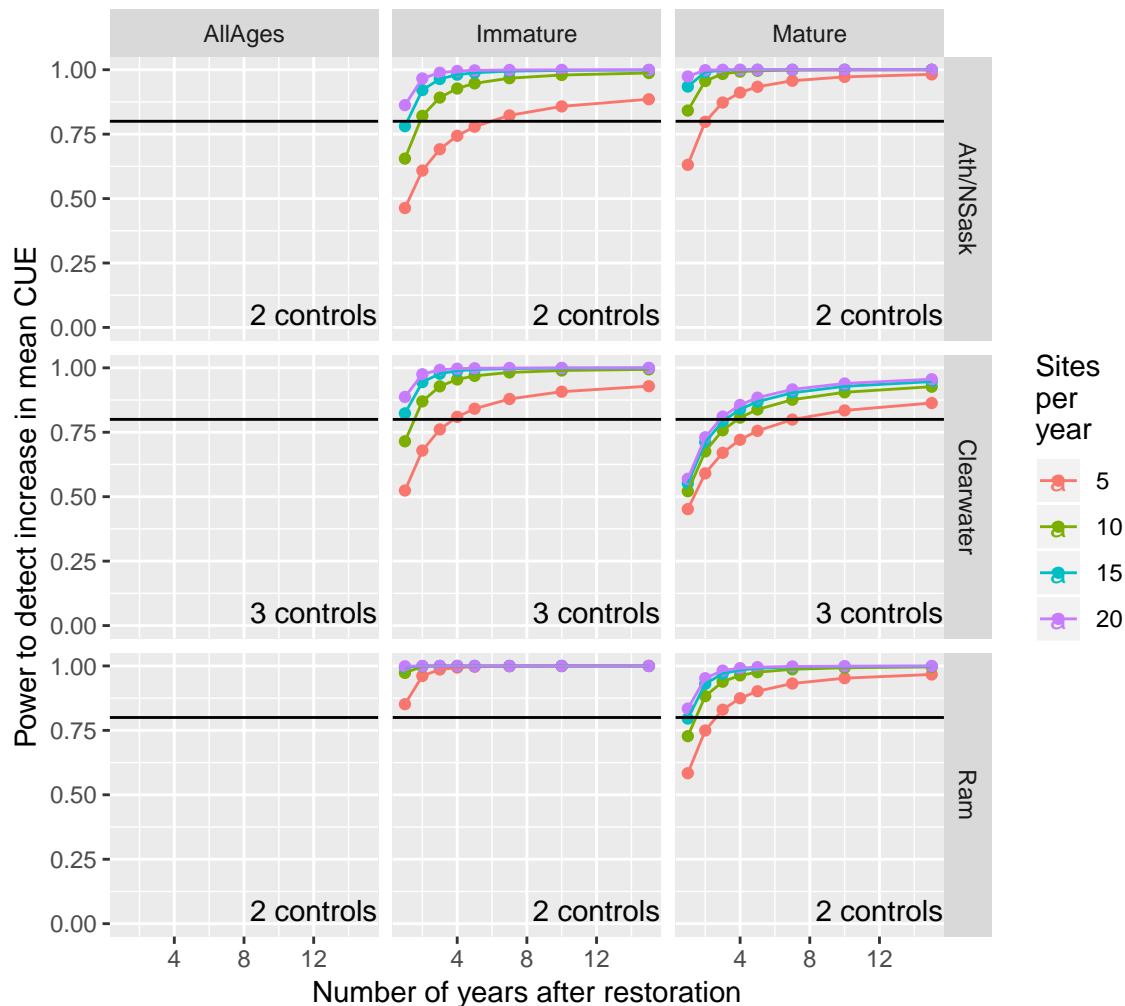 AllAges Immature Mature
Power to detect increase in mean CUE
1.00
0.75
0.50
0.25
0.00
2 controls 2 controls 2 controls
Ath/NSask
1.00
0.75
0.50
0.25
0.00
3 controls 3 controls 3 controls
Clearwater
1.00
0.75
0.50
0.25
0.00
2 controls 2 controls 2 controls
Ram
4 8 12 4 8 12 4 8 12
Number of years after restoration
Sites
per
year
a 5
a 10
a 15
a 20